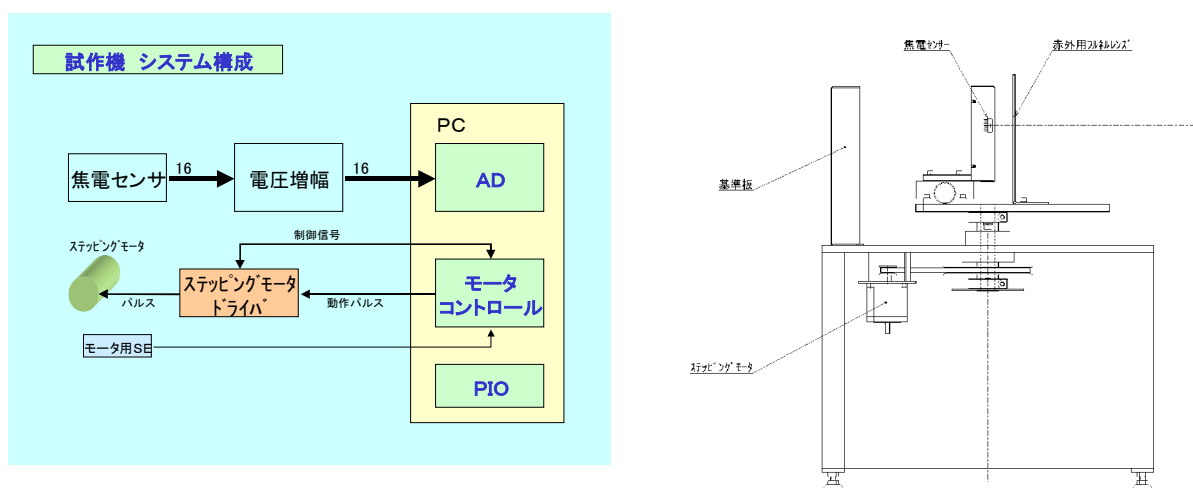 試作機 システム構成
PC
焦電センサ
16
電圧増幅
16
AD
制御信号
ステッピングモータ
パルス
ステッピングモータ
ドライバ
動作パルス
モータ
コントロール
モータ用SE
PIO
焦電センサー
赤外用フルネルレンズ
基準板
ステッピングモータ